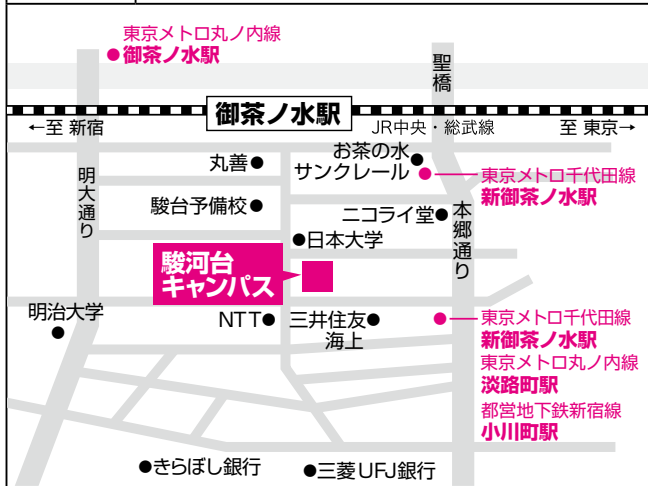 東京メトロ丸ノ内線
御茶ノ水駅
聖橋
御茶ノ水駅
←至 新宿
JR中央・総武線
至 東京→
明大通り
丸善
お茶の水
サンクレール
東京メトロ千代田線
新御茶ノ水駅
駿台予備校
ニコライ堂
本郷通り
日本大学
駿河台
キャンパス
明治大学
NTT
三井住友
海上
東京メトロ千代田線
新御茶ノ水駅
東京メトロ丸ノ内線
淡路町駅
都営地下鉄新宿線
小川町駅
きらぼし銀行
三菱UFJ銀行